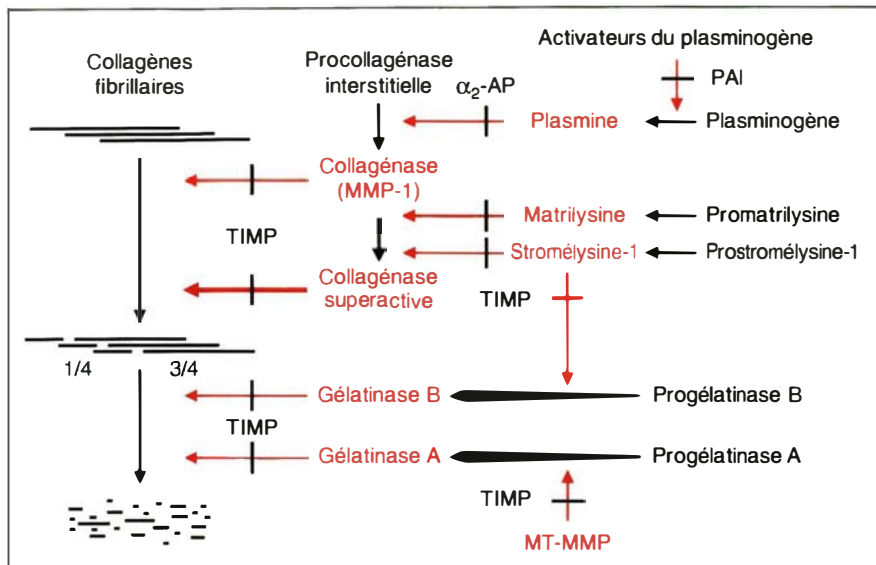 Activateurs du plasminogène
Collagènes
fibrillaires
Procollagénase
interstitielle
α₂-AP
PAI
Plasmine
Plasminogène
Collagénase
(MMP-1)
TIMP
Matrilysine
Promatrilysine
Stromélysine-1
Prostromélysine-1
Collagénase
superactive
TIMP
1/4
3/4
Gélatinase B
Progélatinase B
TIMP
Gélatinase A
Progélatinase A
TIMP
MT-MMP